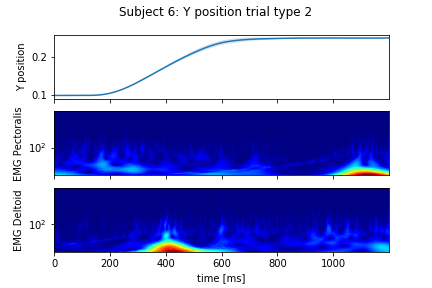 Subject 6: Y position trial type 2
Y position
0.2
0.1
EMG Pectoralis
10²
EMG Deltoid
10²
0 200 400 600 800 1000
time [ms]